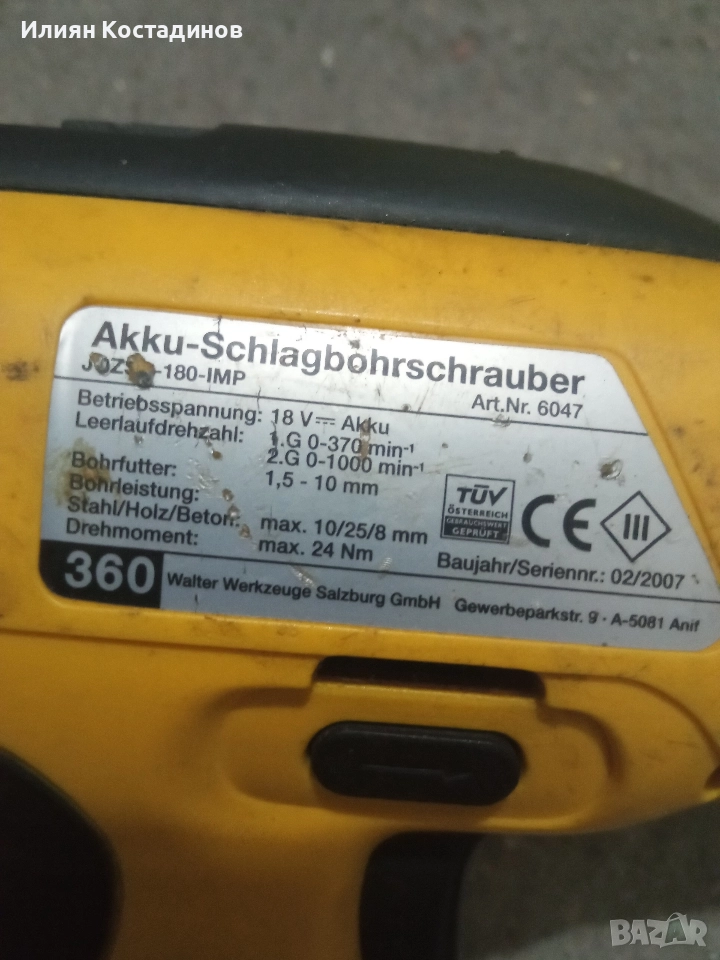 Илиян Костадинов
Akku-Schlagbohrschrauber
-180-IMP
Art.Nr. 6047
Betriebsspannung: 18 V Akku
Leerlaufdrehzahl: 1.G 0-370 min⁻¹
2.G 0-1000 min⁻¹
Bohrfutter: 1,5 - 10 mm
Bohrleistung:
Stahl/Holz/Beton: max. 10/25/8 mm
Drehmoment: max. 24 Nm
TÜV
ÖSTERREICH
GEBRAUCHSWERT
GEPRÜFT
CE
III
Baujahr/Seriennr.: 02/2007
360 Walter Werkzeuge Salzburg GmbH Gewerbeparkstr. 9 · A-5081 Anif
BAZAR